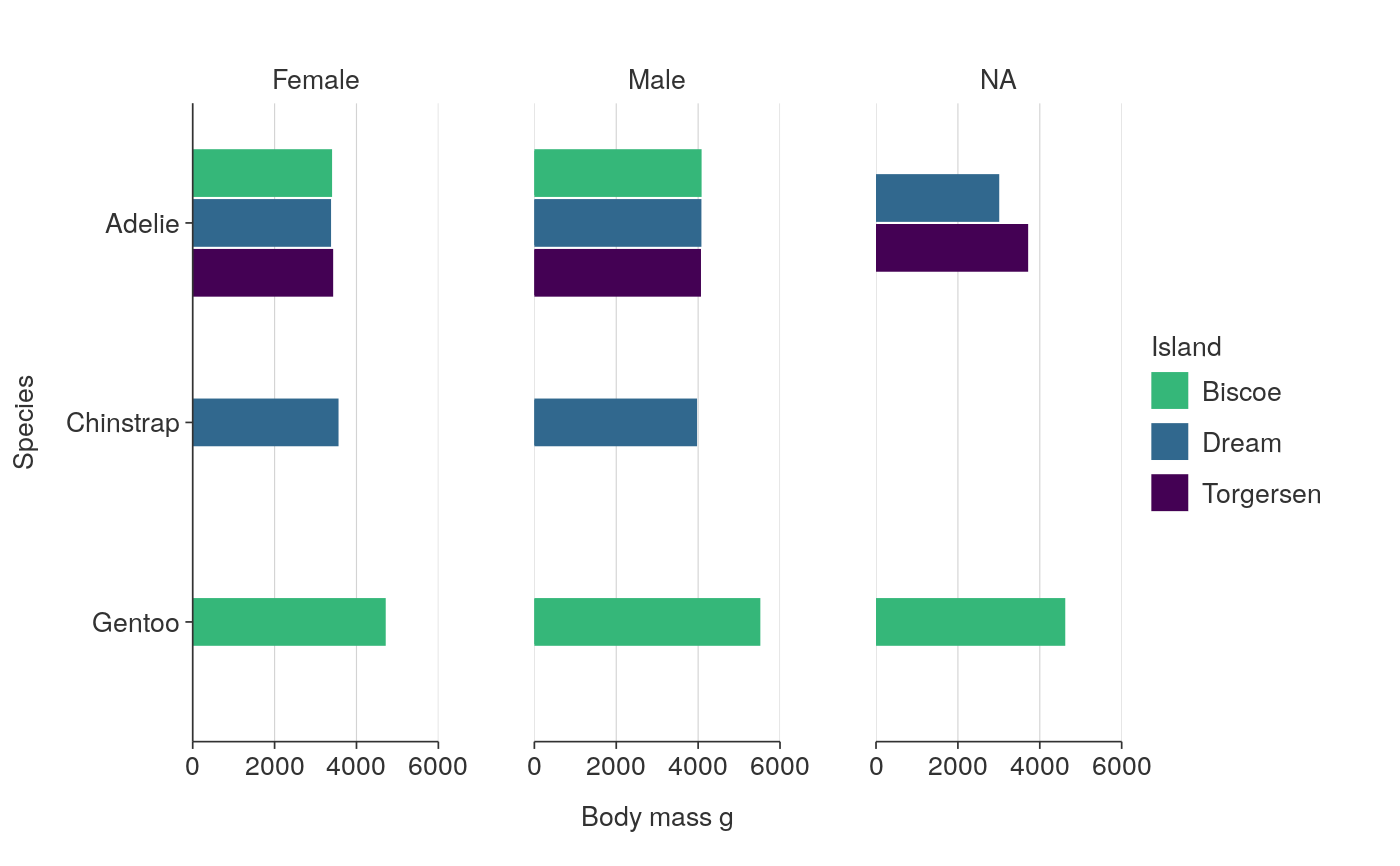 Female Male NA
Adelie
Chinstrap
Gentoo
Species
0 2000 4000 6000 0 2000 4000 6000 0 2000 4000 6000
Body mass g
Island
Biscoe
Dream
Torgersen